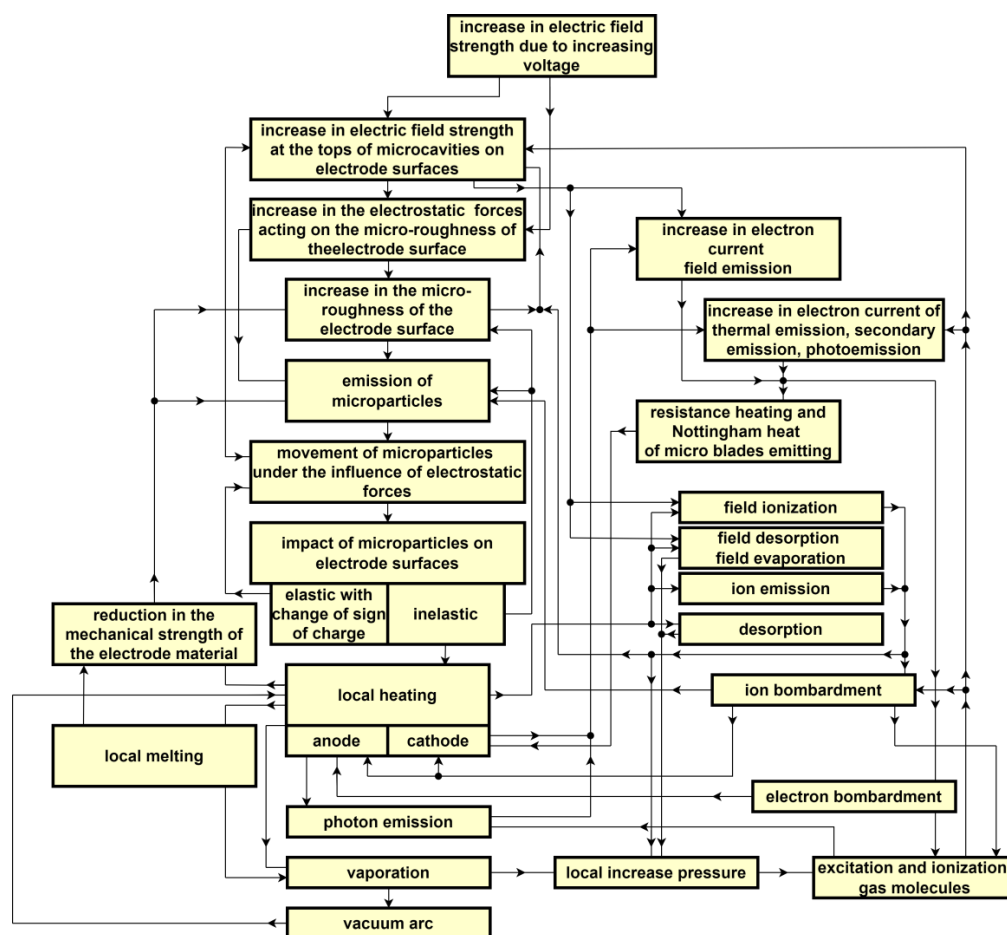 increase in electric field
strength due to increasing
voltage
increase in electric field strength
at the tops of microcavities on
electrode surfaces
increase in the electrostatic forces
acting on the micro-roughness of
theelectrode surface
increase in electron
current
field emission
increase in the micro-
roughness of the
electrode surface
increase in electron current of
thermal emission, secondary
emission, photoemission
emission of
microparticles
resistance heating and
Nottingham heat
of micro blades emitting
movement of microparticles
under the influence of electrostatic
forces
field ionization
impact of microparticles on
electrode surfaces
field desorption
field evaporation
ion emission
elastic with
change of sign
of charge
inelastic
reduction in the
mechanical strength of
the electrode material
desorption
local heating
ion bombardment
anode
cathode
local melting
electron bombardment
photon emission
vaporation
local increase pressure
excitation and ionization
gas molecules
vacuum arc